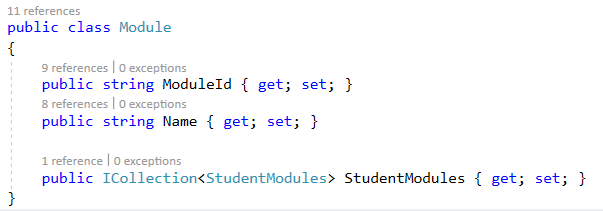 11 references
public class Module
{
9 references | 0 exceptions
public string ModuleId { get; set; }
8 references | 0 exceptions
public string Name { get; set; }
1 reference | 0 exceptions
public ICollection<StudentModules> StudentModules { get; set; }
}